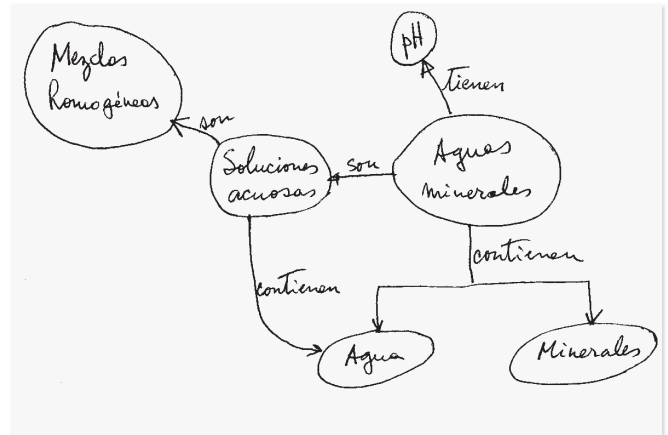 pH
Mezclas
homogéneas
tienen
son
Aguas
minerales
Soluciones
acuosas
son
contienen
contienen
Agua
Minerales